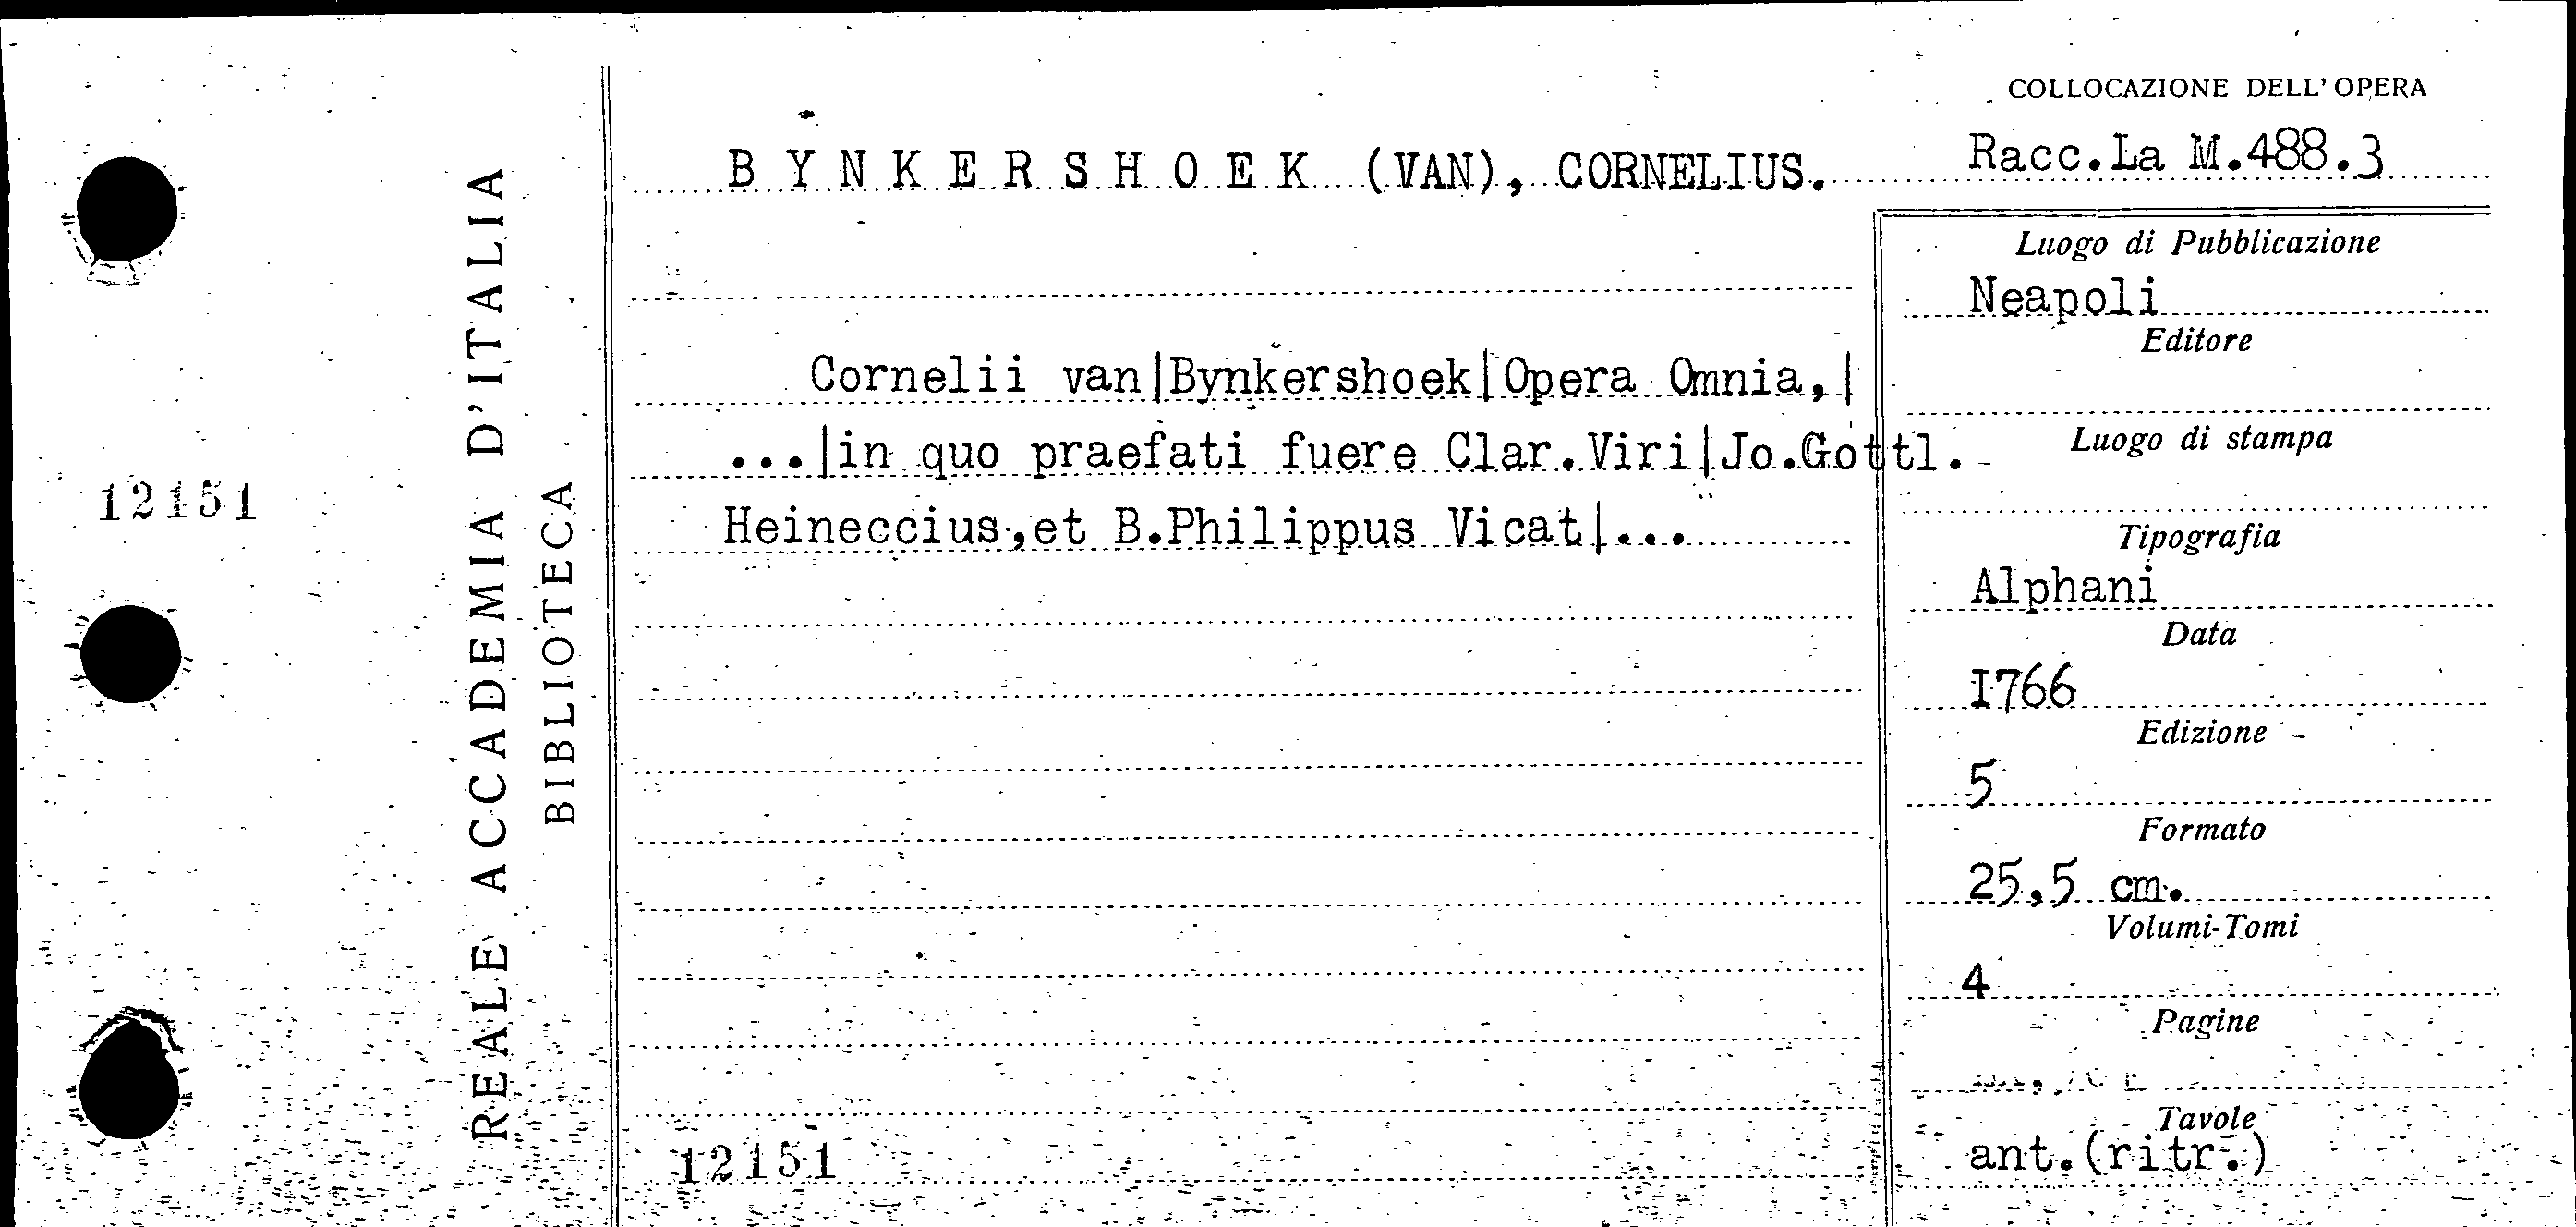 COLLOCAZIONE DELL'OPERA
BYNKERSHOEK (VAN), CORNELIUS.
Racc.La M.488.3
Cornelii van|Bynkershoek|Opera Omnia,|
...|in quo praefati fuere Clar.Viri|Jo.Gottl.
Heineccius,et B.Philippus Vicat|...
12151
REALE ACCADEMIA D'ITALIA
BIBLIOTECA
12151
Luogo di Pubblicazione
Neapoli
Editore
Luogo di stampa
Tipografia
Alphani
Data
I766
Edizione
5
Formato
25,5 cm.
Volumi-Tomi
4
Pagine
Tavole
ant.(ritr.)